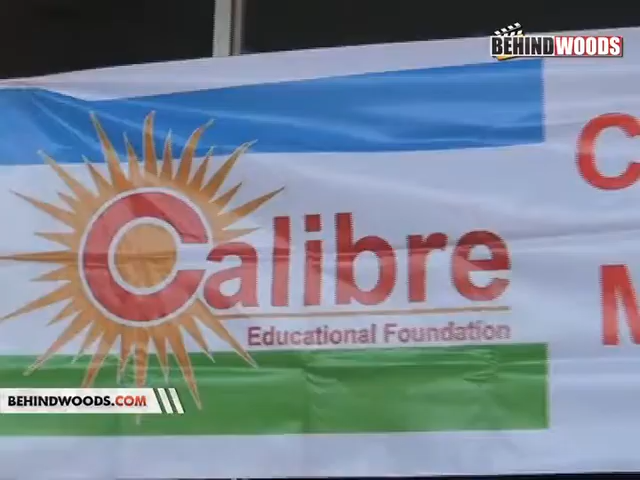 BEHINDWOODS
C
Calibre
Educational Foundation
M
BEHINDWOODS.COM